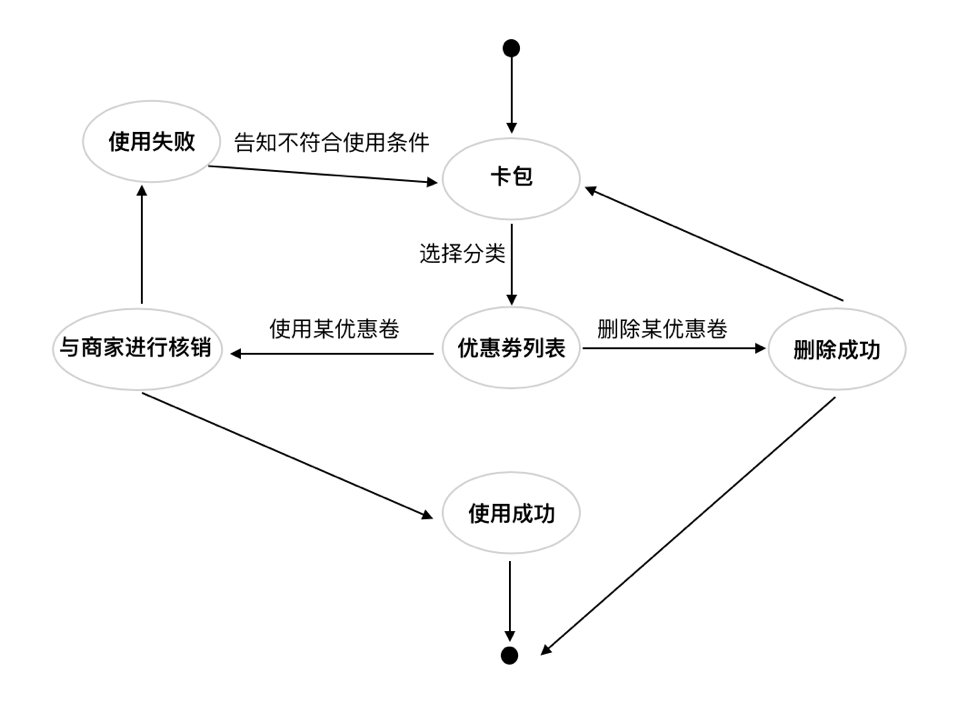 使用失败
告知不符合使用条件
卡包
选择分类
与商家进行核销
使用某优惠卷
优惠券列表
删除某优惠卷
删除成功
使用成功